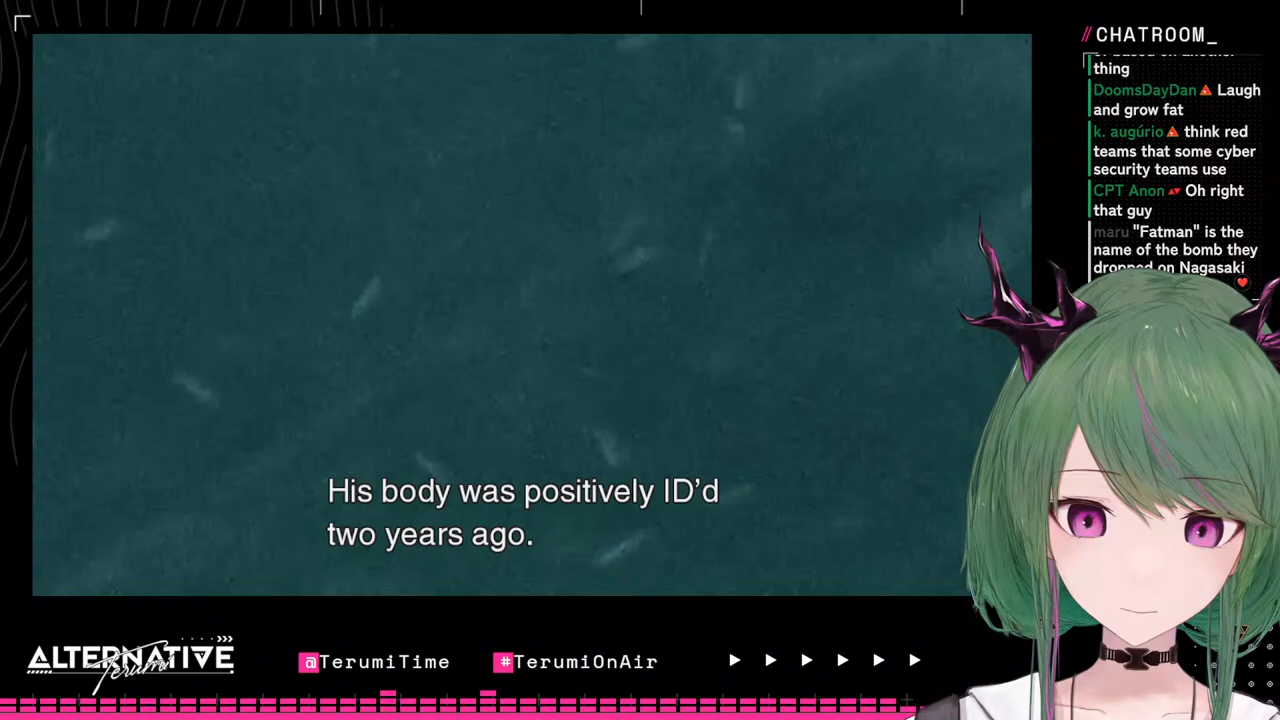 //CHATROOM_
thing
DoomsDayDan Laugh
and grow fat
k. augúrio think red
teams that some cyber
security teams use
CPT Anon Oh right
that guy
maru "Fatman" is the
name of the bomb they
dropped on Nagasaki
His body was positively ID’d
two years ago.
ALTERNATIVE
Terumi
@TerumiTime #TerumiOnAir